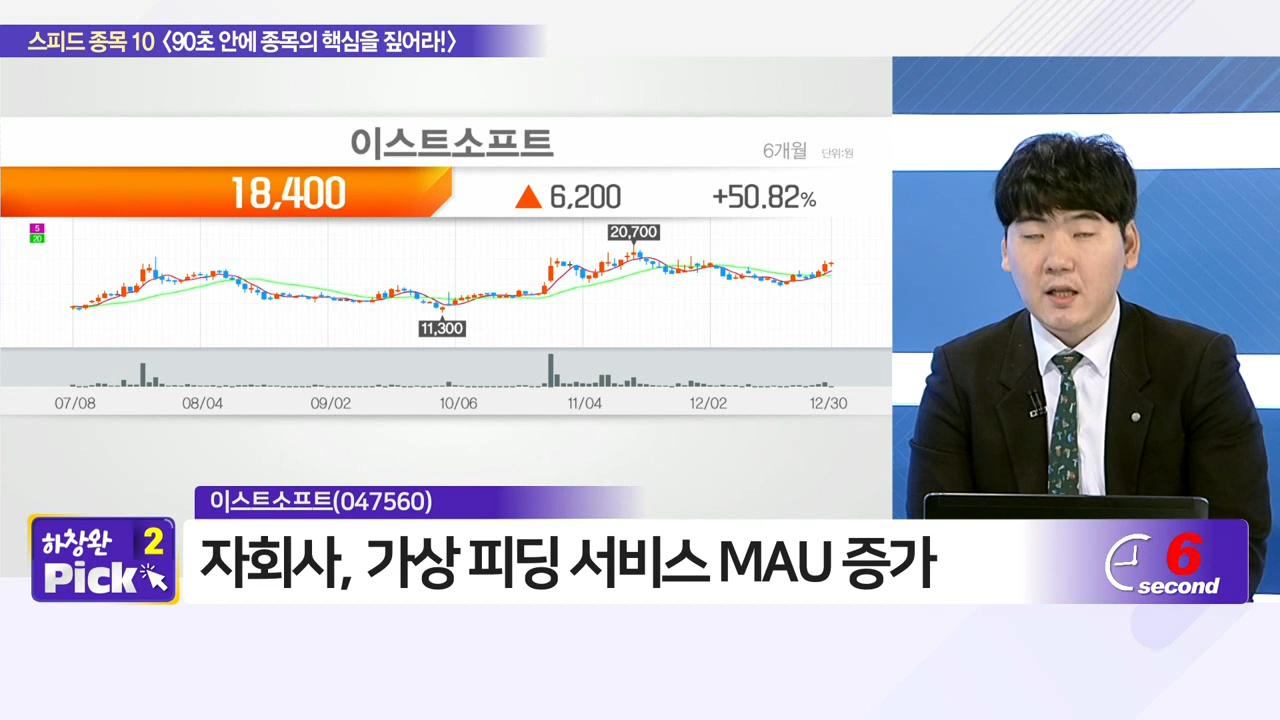 스피드 종목 10 〈90초 안에 종목의 핵심을 짚어라!〉
이스트소프트
6개월 단위:원
18,400 ▲ 6,200 +50.82%
5
20
20,700
11,300
07/08 08/04 09/02 10/06 11/04 12/02 12/30
이스트소프트(047560)
하창완 2
Pick
자회사, 가상 피딩 서비스 MAU 증가
6
second